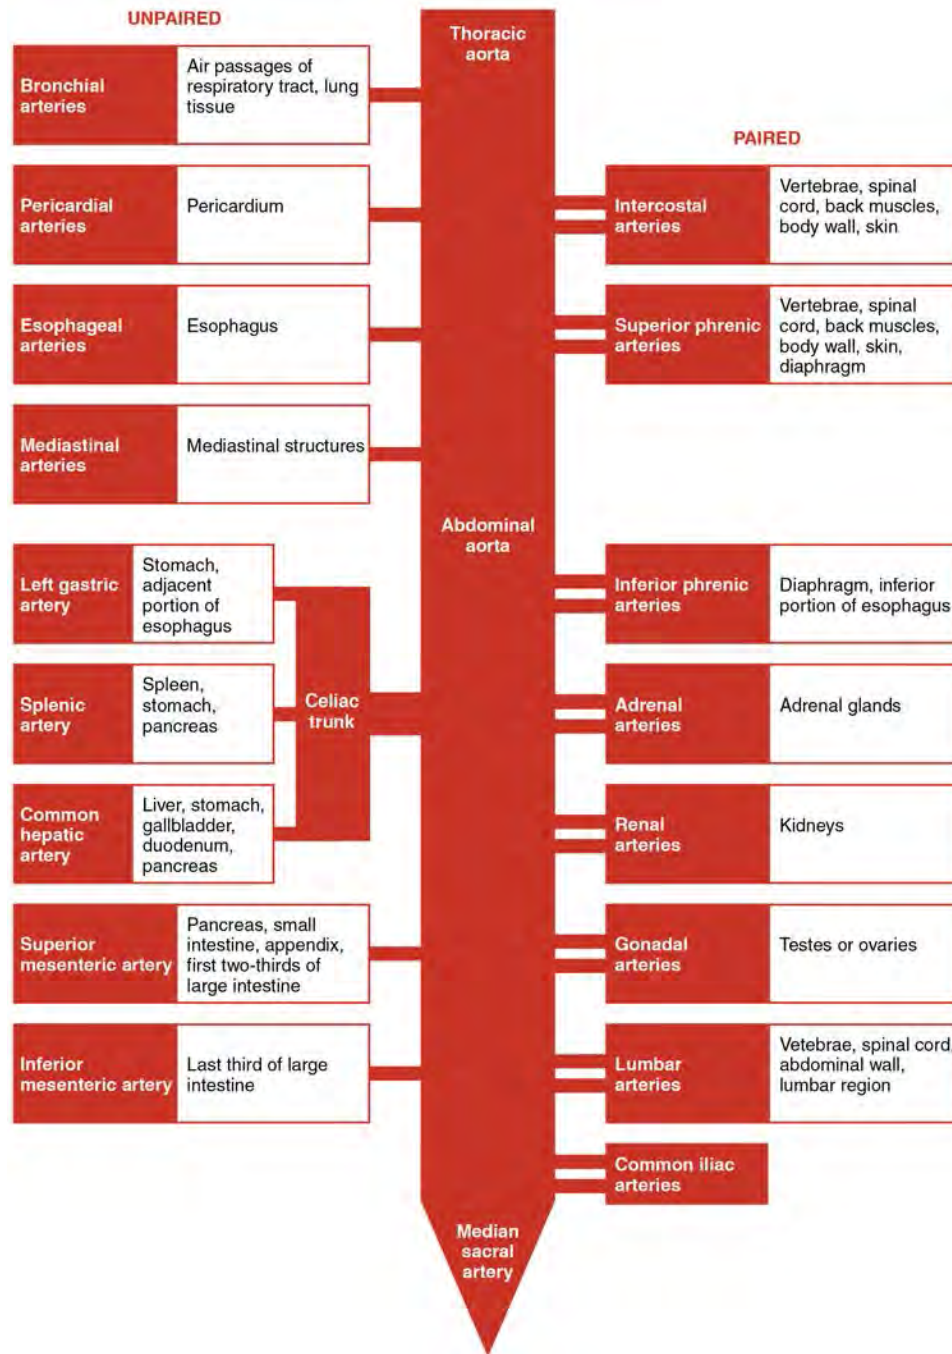 UNPAIRED
Thoracic
aorta
Bronchial
arteries
Air passages of
respiratory tract, lung
tissue
PAIRED
Pericardial
arteries
Pericardium
Intercostal
arteries
Vertebrae, spinal
cord, back muscles,
body wall, skin
Esophageal
arteries
Esophagus
Superior phrenic
arteries
Vertebrae, spinal
cord, back muscles,
body wall, skin,
diaphragm
Mediastinal
arteries
Mediastinal structures
Abdominal
aorta
Left gastric
artery
Stomach,
adjacent
portion of
esophagus
Inferior phrenic
arteries
Diaphragm, inferior
portion of esophagus
Splenic
artery
Spleen,
stomach,
pancreas
Celiac
trunk
Adrenal
arteries
Adrenal glands
Common
hepatic
artery
Liver, stomach,
gallbladder,
duodenum,
pancreas
Renal
arteries
Kidneys
Superior
mesenteric artery
Pancreas, small
intestine, appendix,
first two-thirds of
large intestine
Gonadal
arteries
Testes or ovaries
Inferior
mesenteric artery
Last third of large
intestine
Lumbar
arteries
Vetebrae, spinal cord,
abdominal wall,
lumbar region
Common iliac
arteries
Median
sacral
artery